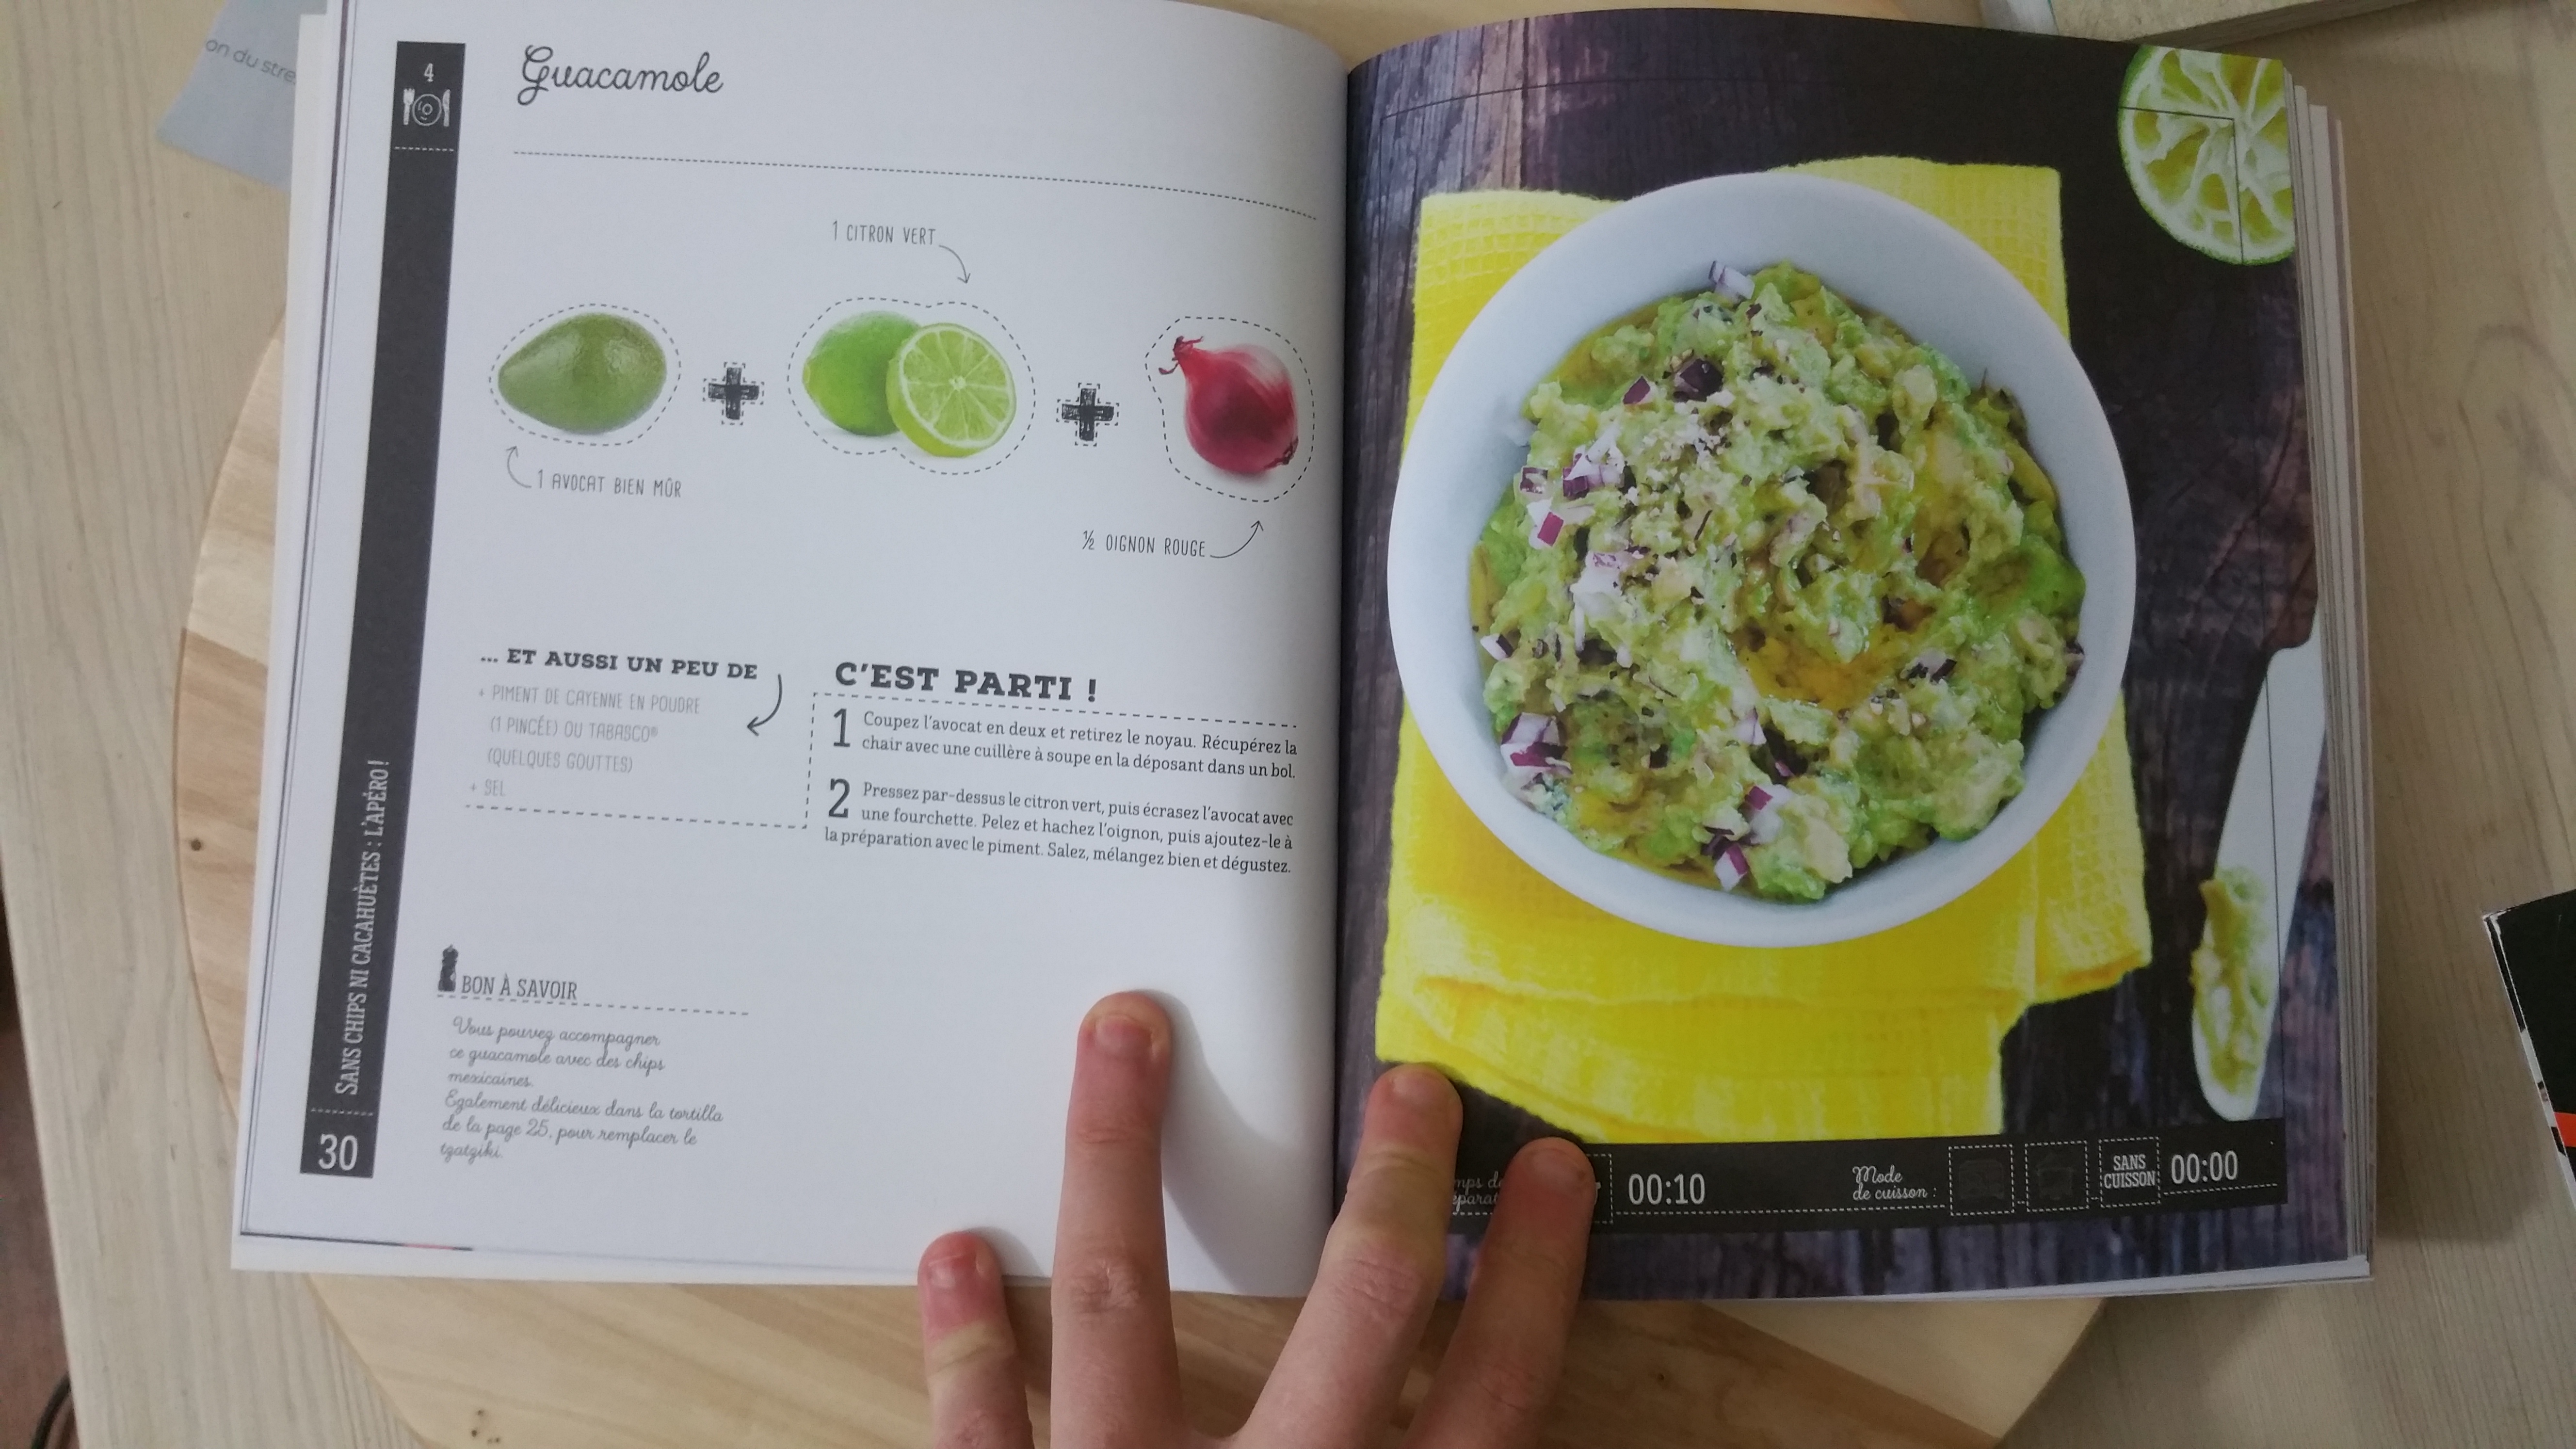 4
SANS CHIPS NI CACAHUÈTES : L'APÉRO !
30
Guacamole
1 CITRON VERT
1 AVOCAT BIEN MÛR
½ OIGNON ROUGE
... ET AUSSI UN PEU DE
+ PIMENT DE CAYENNE EN POUDRE
(1 PINCÉE) OU TABASCO®
(QUELQUES GOUTTES)
+ SEL
C'EST PARTI !
1 Coupez l'avocat en deux et retirez le noyau. Récupérez la
chair avec une cuillère à soupe en la déposant dans un bol.
2 Pressez par-dessus le citron vert, puis écrasez l'avocat avec
une fourchette. Pelez et hachez l'oignon, puis ajoutez-le à
la préparation avec le piment. Salez, mélangez bien et dégustez.
BON À SAVOIR
Vous pouvez accompagner
ce guacamole avec des chips
mexicaines.
Également délicieux dans la tortilla
de la page 25, pour remplacer le
tzatziki.
00:10
Mode
de cuisson :
SANS
CUISSON
00:00
on du stre